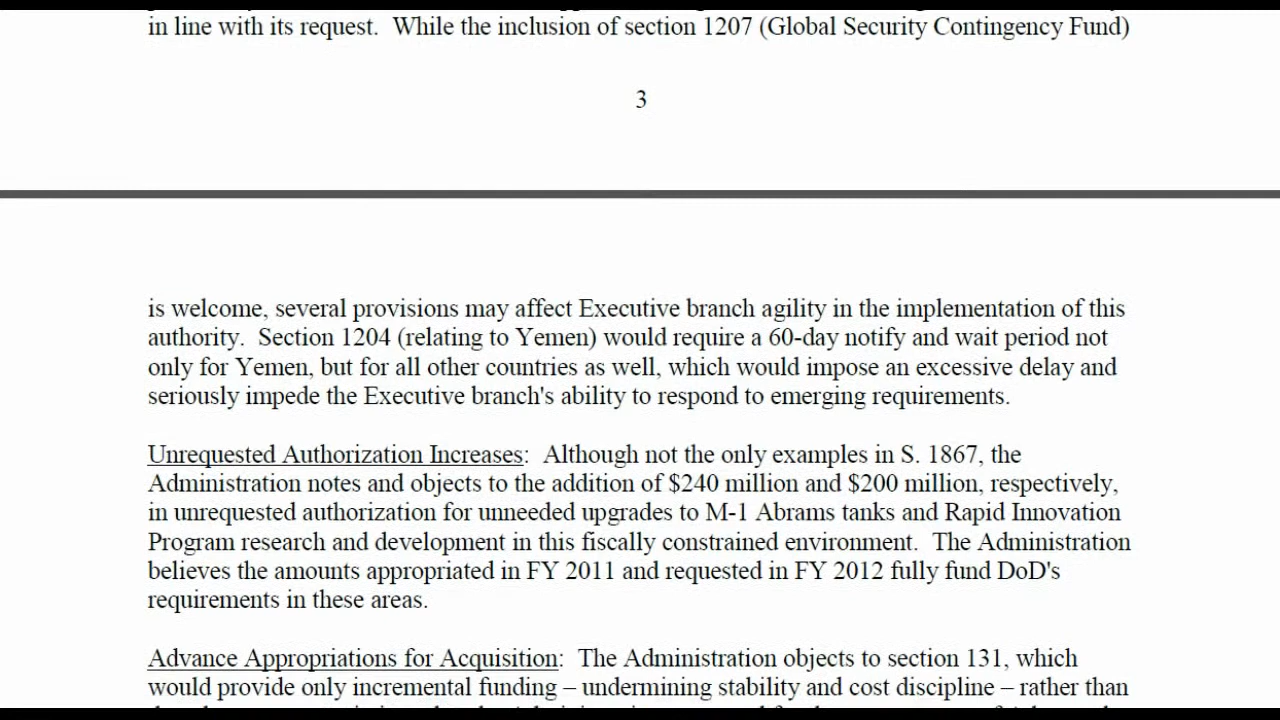 in line with its request.  While the inclusion of section 1207 (Global Security Contingency Fund)
3
is welcome, several provisions may affect Executive branch agility in the implementation of this
authority.  Section 1204 (relating to Yemen) would require a 60-day notify and wait period not
only for Yemen, but for all other countries as well, which would impose an excessive delay and
seriously impede the Executive branch's ability to respond to emerging requirements.
Unrequested Authorization Increases:  Although not the only examples in S. 1867, the
Administration notes and objects to the addition of $240 million and $200 million, respectively,
in unrequested authorization for unneeded upgrades to M-1 Abrams tanks and Rapid Innovation
Program research and development in this fiscally constrained environment.  The Administration
believes the amounts appropriated in FY 2011 and requested in FY 2012 fully fund DoD's
requirements in these areas.
Advance Appropriations for Acquisition:  The Administration objects to section 131, which
would provide only incremental funding – undermining stability and cost discipline – rather than